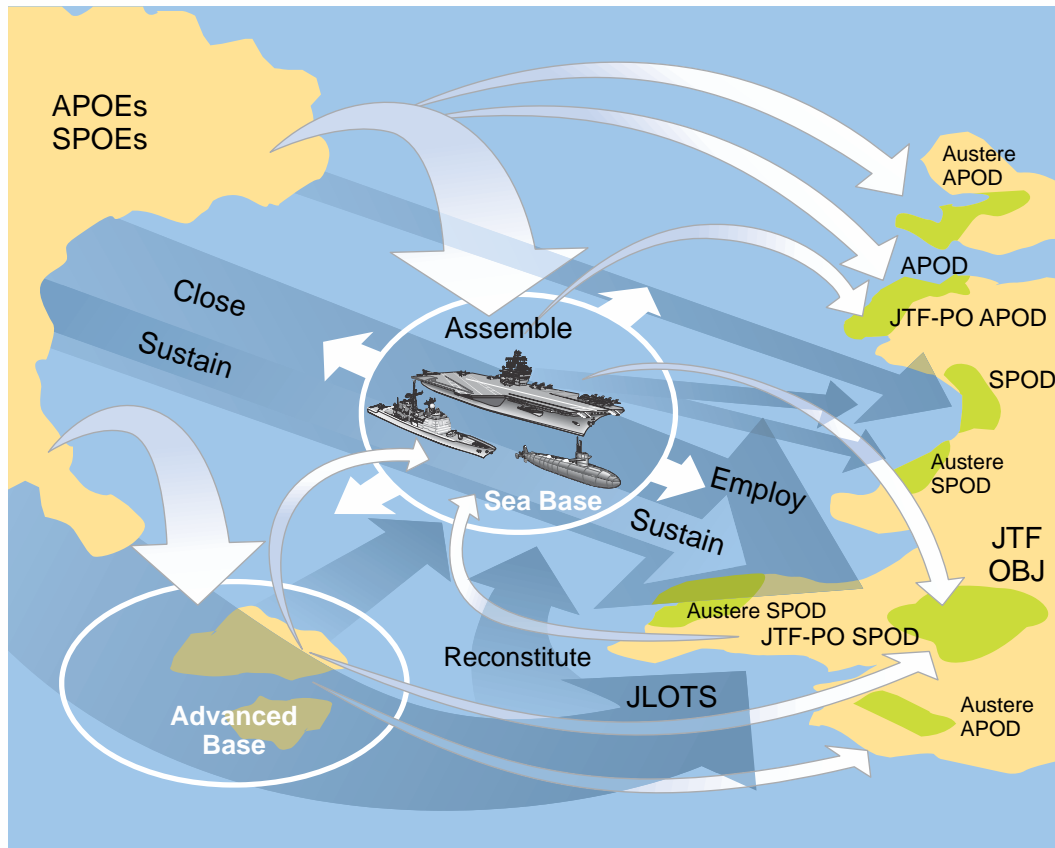 APOEs
SPOEs
Austere
APOD
APOD
JTF-PO APOD
Close
Assemble
Sustain
SPOD
Austere
SPOD
Employ
Sea Base
Sustain
JTF
OBJ
Austere SPOD
JTF-PO SPOD
Reconstitute
JLOTS
Austere
APOD
Advanced
Base